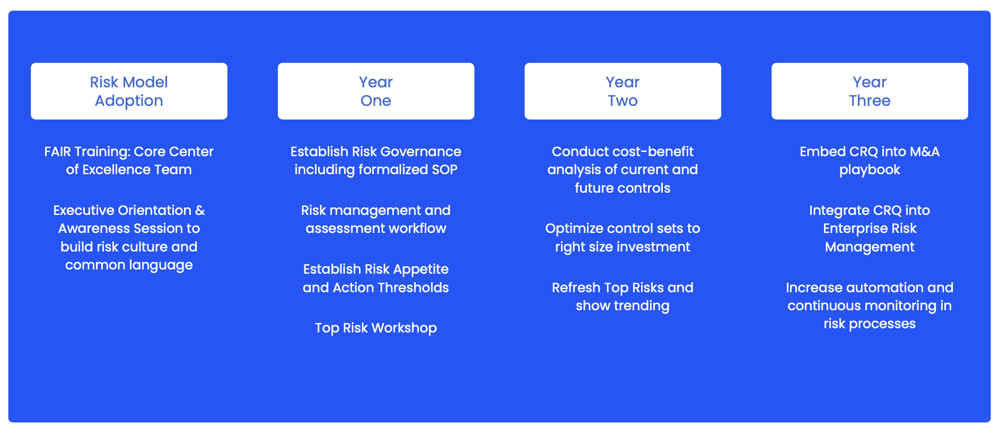 Risk Model
Adoption
FAIR Training: Core Center
of Excellence Team
Executive Orientation &
Awareness Session to
build risk culture and
common language
Year
One
Establish Risk Governance
including formalized SOP
Risk management and
assessment workflow
Establish Risk Appetite
and Action Thresholds
Top Risk Workshop
Year
Two
Conduct cost-benefit
analysis of current and
future controls
Optimize control sets to
right size investment
Refresh Top Risks and
show trending
Year
Three
Embed CRQ into M&A
playbook
Integrate CRQ into
Enterprise Risk
Management
Increase automation and
continuous monitoring in
risk processes